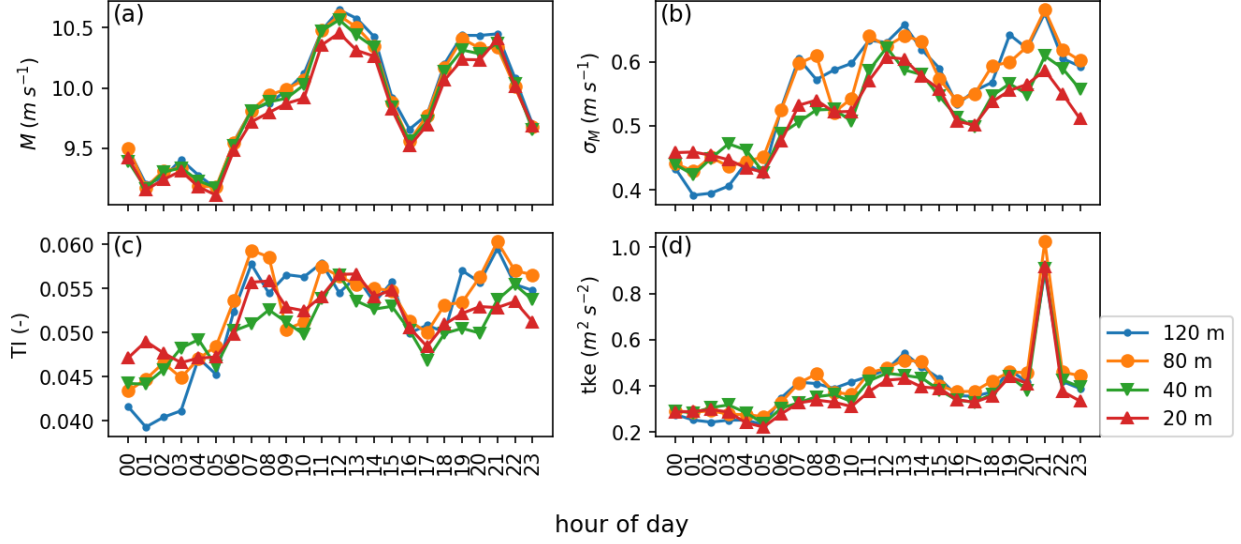 (a)
M (m s⁻¹)
10.5
10.0
9.5
(b)
σM (m s⁻¹)
0.6
0.5
0.4
(c)
TI (-)
0.060
0.055
0.050
0.045
0.040
00 01 02 03 04 05 06 07 08 09 10 11 12 13 14 15 16 17 18 19 20 21 22 23
(d)
tke (m² s⁻²)
1.0
0.8
0.6
0.4
0.2
00 01 02 03 04 05 06 07 08 09 10 11 12 13 14 15 16 17 18 19 20 21 22 23
120 m
80 m
40 m
20 m
hour of day